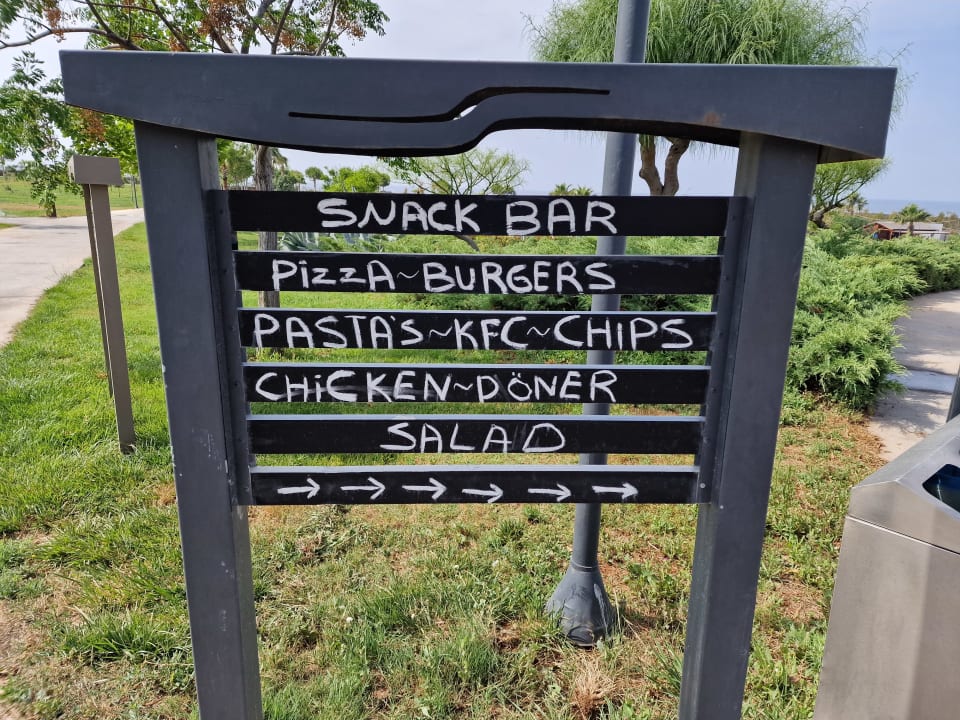 SNACK BAR
PizzA~BURGERS
PASTA'S~KFC~CHIPS
CHiCKEN~DÖNER
SALAD
→ → → → → →